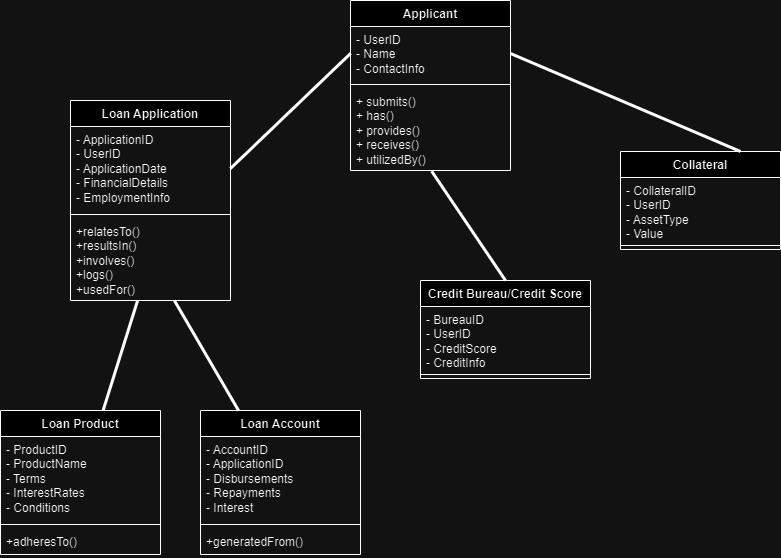 Applicant
- UserID
- Name
- ContactInfo
+ submits()
+ has()
+ provides()
+ receives()
+ utilizedBy()
Loan Application
- ApplicationID
- UserID
- ApplicationDate
- FinancialDetails
- EmploymentInfo
+relatesTo()
+resultsIn()
+involves()
+logs()
+usedFor()
Collateral
- CollateralID
- UserID
- AssetType
- Value
Credit Bureau/Credit Score
- BureauID
- UserID
- CreditScore
- CreditInfo
Loan Product
- ProductID
- ProductName
- Terms
- InterestRates
- Conditions
+adheresTo()
Loan Account
- AccountID
- ApplicationID
- Disbursements
- Repayments
- Interest
+generatedFrom()